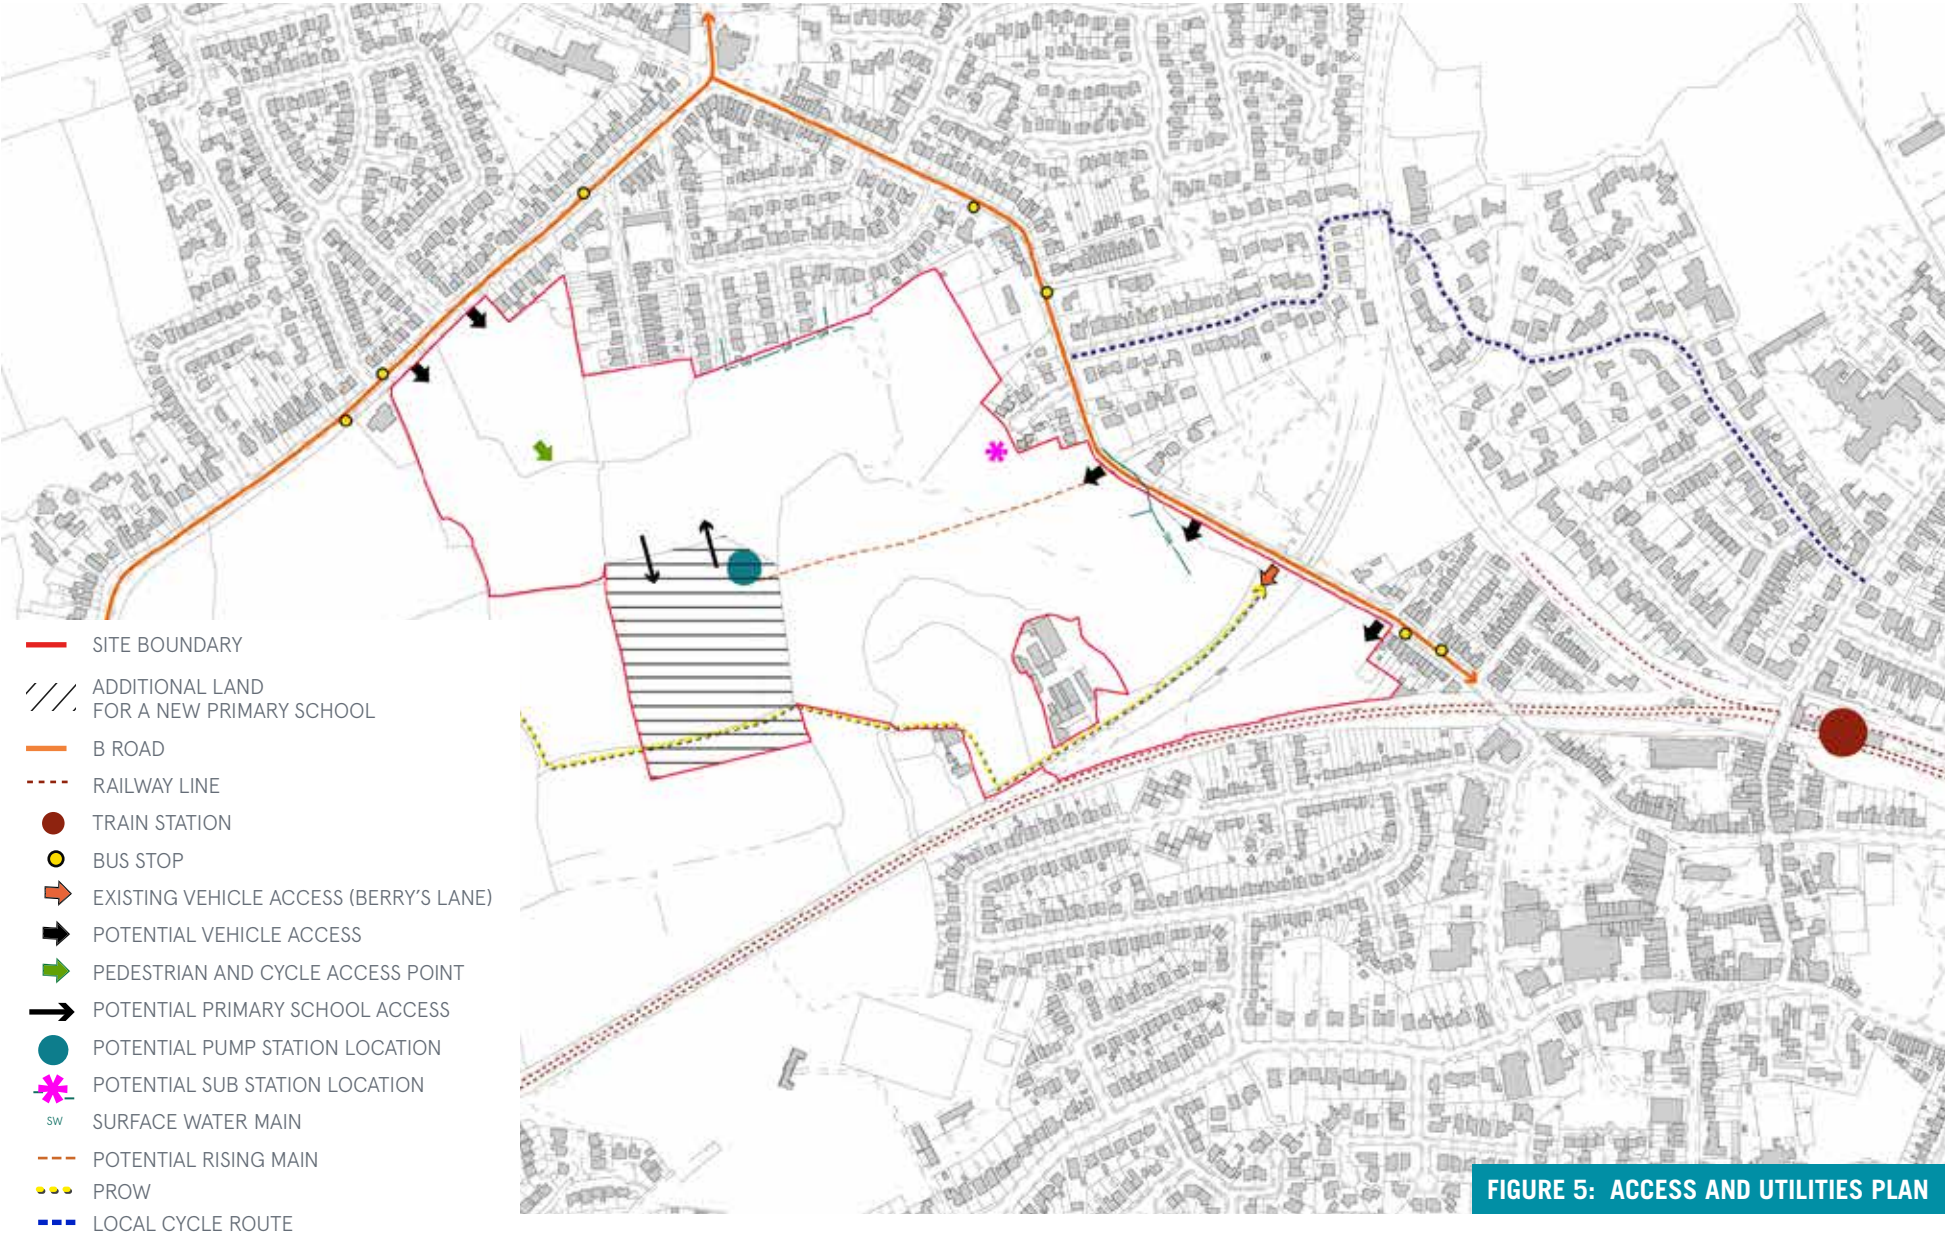 SITE BOUNDARY
ADDITIONAL LAND
FOR A NEW PRIMARY SCHOOL
B ROAD
RAILWAY LINE
TRAIN STATION
BUS STOP
EXISTING VEHICLE ACCESS (BERRY'S LANE)
POTENTIAL VEHICLE ACCESS
PEDESTRIAN AND CYCLE ACCESS POINT
POTENTIAL PRIMARY SCHOOL ACCESS
POTENTIAL PUMP STATION LOCATION
POTENTIAL SUB STATION LOCATION
SW SURFACE WATER MAIN
POTENTIAL RISING MAIN
PROW
LOCAL CYCLE ROUTE
FIGURE 5: ACCESS AND UTILITIES PLAN